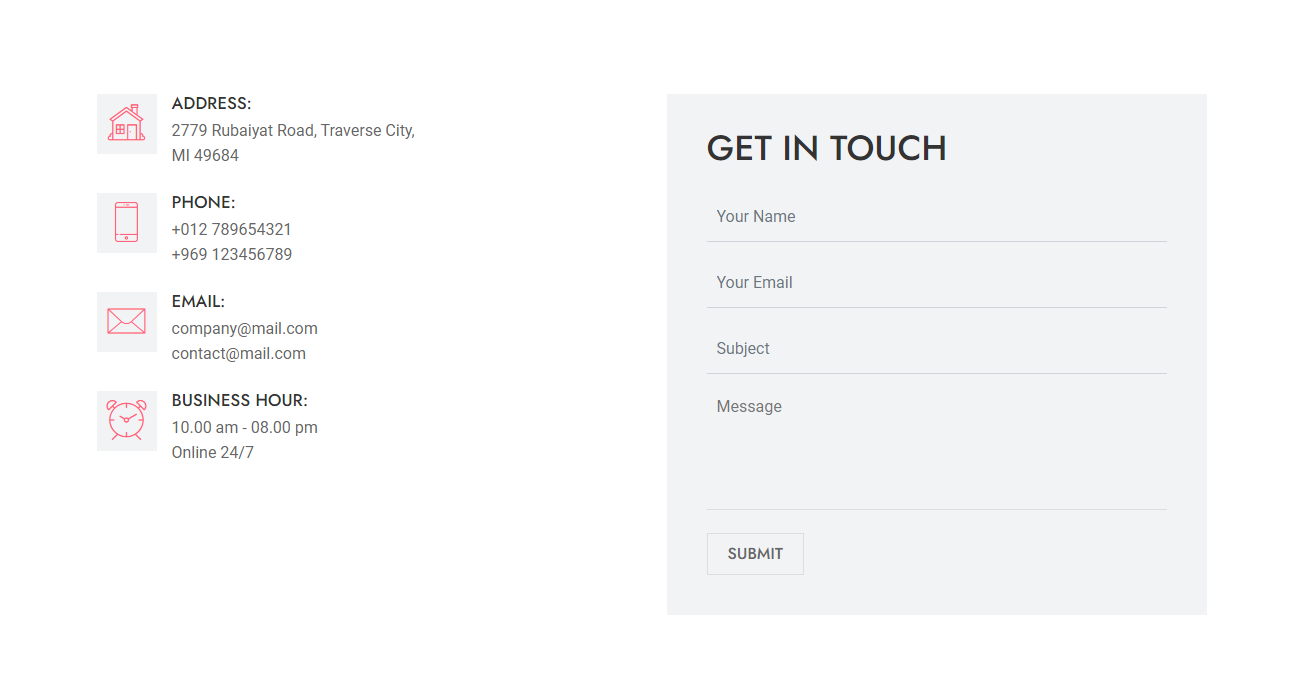 ADDRESS:
2779 Rubaiyat Road, Traverse City,
MI 49684
PHONE:
+012 789654321
+969 123456789
EMAIL:
company@mail.com
contact@mail.com
BUSINESS HOUR:
10.00 am - 08.00 pm
Online 24/7
GET IN TOUCH
Your Name
Your Email
Subject
Message
SUBMIT